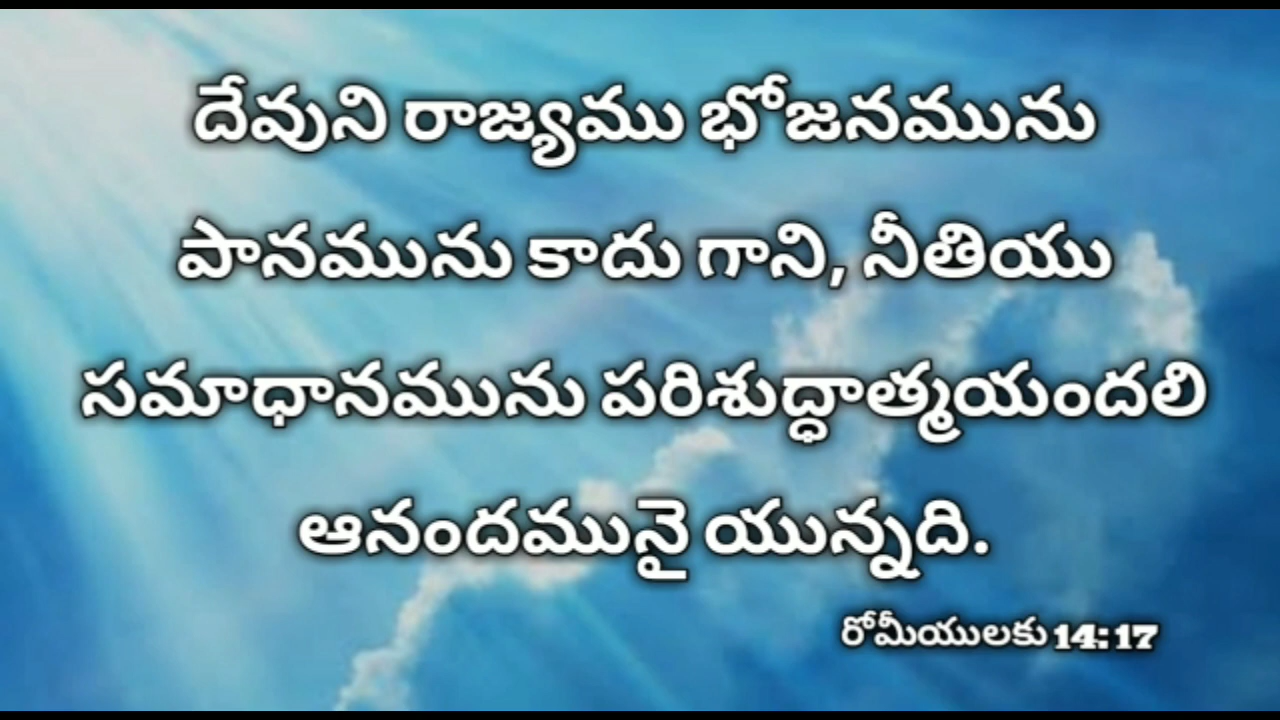 దేవుని రాజ్యము భోజనమును
పానమును కాదు గాని, నీతియు
సమాధానమును పరిశుద్ధాత్మయందలి
ఆనందమునై యున్నది.
రోమీయులకు 14:17